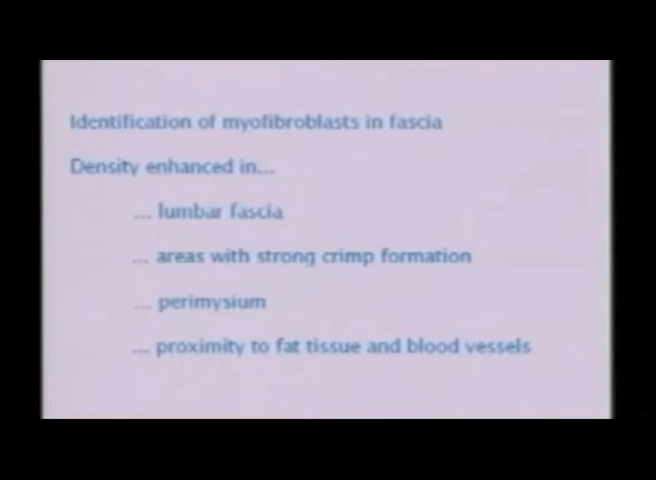 Identification of myofibroblasts in fascia
Density enhanced in...
... lumbar fascia
... areas with strong crimp formation
... perimysium
... proximity to fat tissue and blood vessels